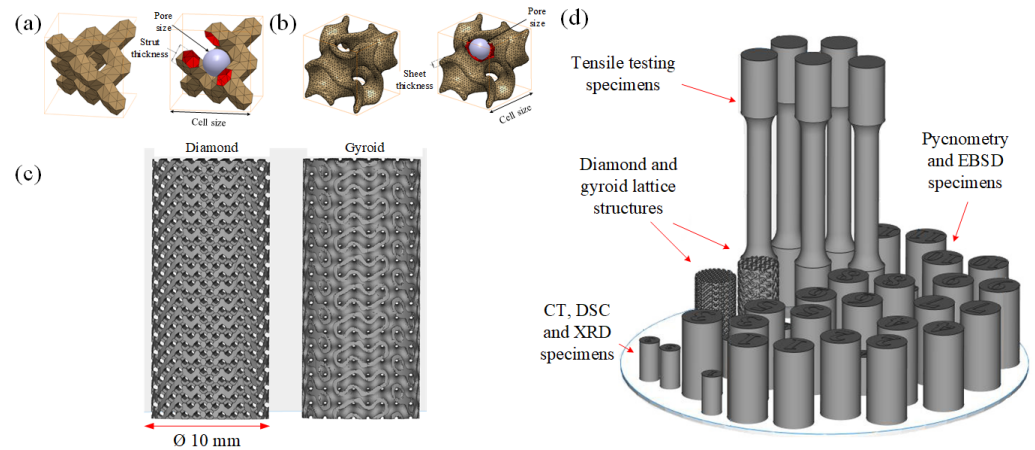 (a)
Pore
size
Strut
thickness
Cell size
(b)
Pore
size
Sheet
thickness
Cell size
(c)
Diamond
Gyroid
Ø 10 mm
(d)
Tensile testing
specimens
Diamond and
gyroid lattice
structures
Pycnometry
and EBSD
specimens
CT, DSC
and XRD
specimens